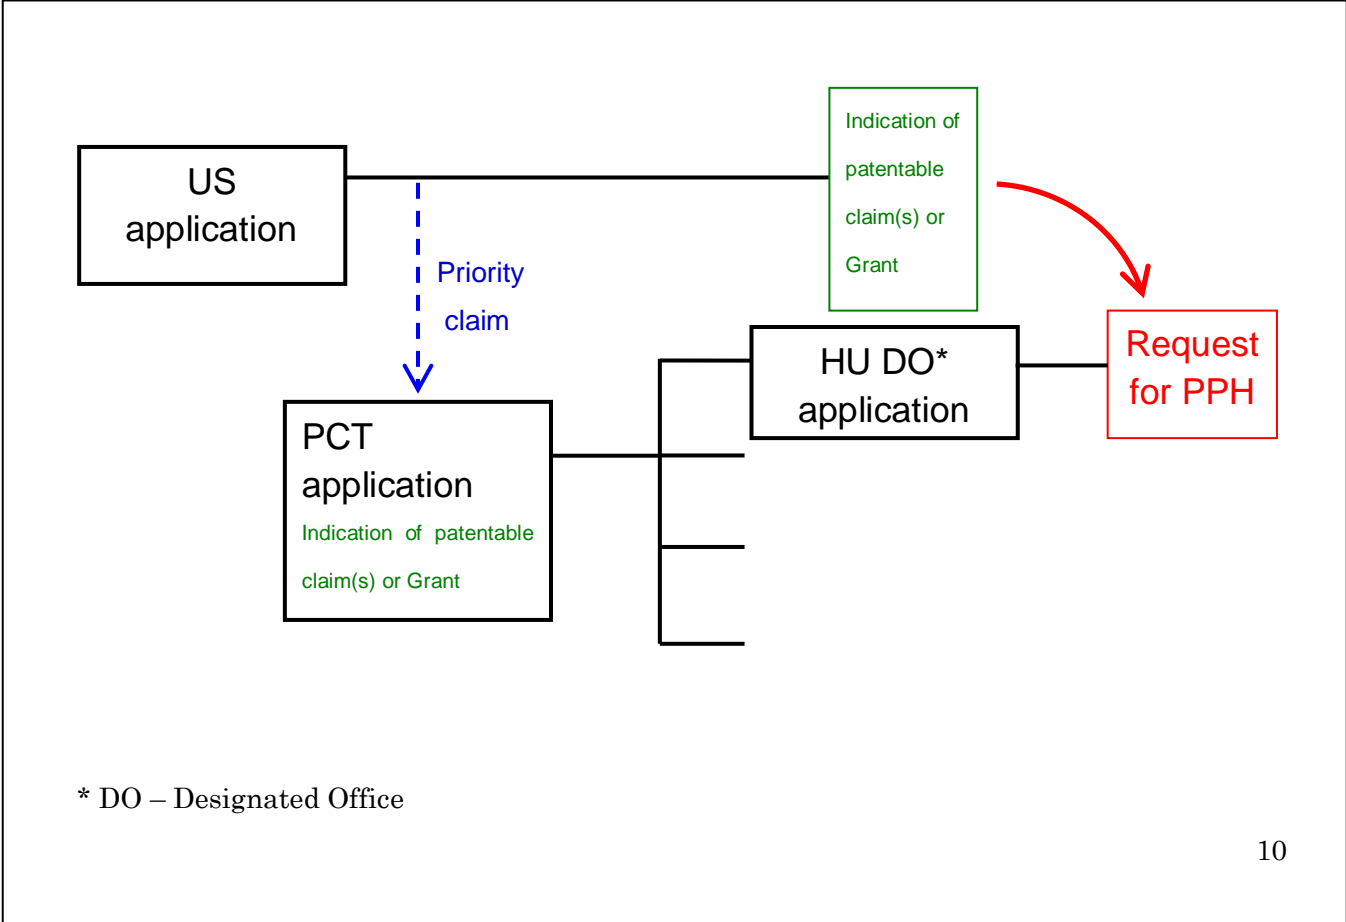 US
application
Indication of
patentable
claim(s) or
Grant
Priority
claim
HU DO*
application
Request
for PPH
PCT
application
Indication of patentable
claim(s) or Grant
* DO – Designated Office
10